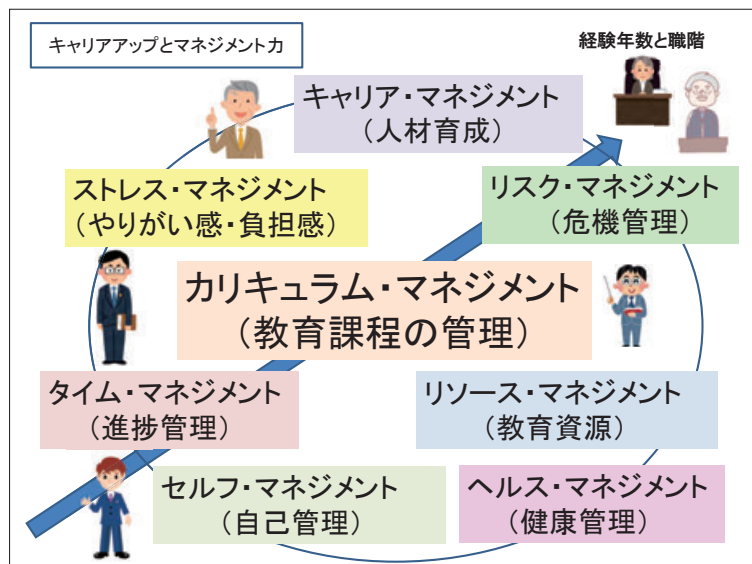 キャリアアップとマネジメント力
経験年数と職階
キャリア・マネジメント
（人材育成）
ストレス・マネジメント
（やりがい感・負担感）
リスク・マネジメント
（危機管理）
カリキュラム・マネジメント
（教育課程の管理）
タイム・マネジメント
（進捗管理）
リソース・マネジメント
（教育資源）
セルフ・マネジメント
（自己管理）
ヘルス・マネジメント
（健康管理）